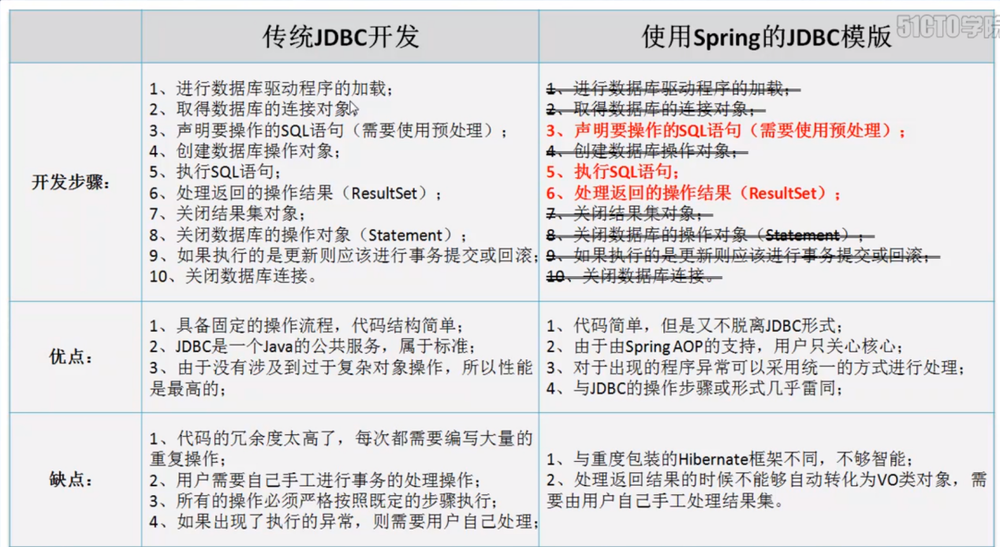 51CTO学院
传统JDBC开发
使用Spring的JDBC模版
开发步骤：
1、进行数据库驱动程序的加载；
2、取得数据库的连接对象
3、声明要操作的SQL语句（需要使用预处理）；
4、创建数据库操作对象；
5、执行SQL语句；
6、处理返回的操作结果（ResultSet）；
7、关闭结果集对象；
8、关闭数据库的操作对象（Statement）；
9、如果执行的是更新则应该进行事务提交或回滚；
10、关闭数据库连接。
1、进行数据库驱动程序的加载；
2、取得数据库的连接对象；
3、声明要操作的SQL语句（需要使用预处理）；
4、创建数据库操作对象；
5、执行SQL语句；
6、处理返回的操作结果（ResultSet）；
7、关闭结果集对象；
8、关闭数据库的操作对象（Statement）；
9、如果执行的是更新则应该进行事务提交或回滚；
10、关闭数据库连接。
优点：
1、具备固定的操作流程，代码结构简单；
2、JDBC是一个Java的公共服务，属于标准；
3、由于没有涉及到过于复杂对象操作，所以性能
是最高的；
1、代码简单，但是又不脱离JDBC形式；
2、由于由Spring AOP的支持，用户只关心核心；
3、对于出现的程序异常可以采用统一的方式进行处理；
4、与JDBC的操作步骤或形式几乎雷同；
缺点：
1、代码的冗余度太高了，每次都需要编写大量的
重复操作；
2、用户需要自己手工进行事务的处理操作；
3、所有的操作必须严格按照既定的步骤执行；
4、如果出现了执行的异常，则需要用户自己处理；
1、与重度包装的Hibernate框架不同，不够智能；
2、处理返回结果的时候不能够自动转化为VO类对象，需
要由用户自己手工处理结果集。